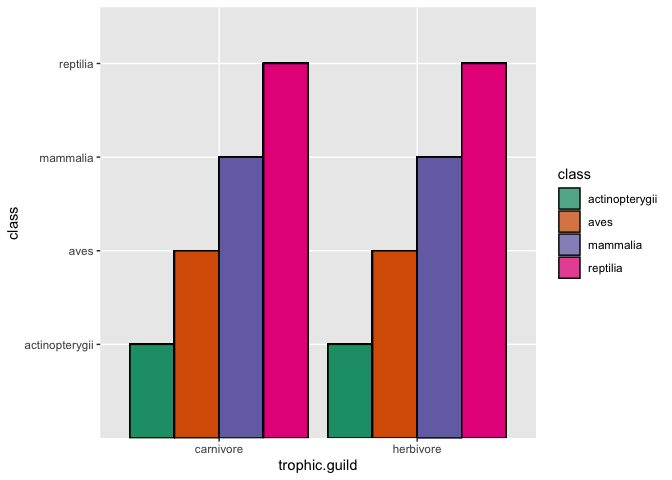 reptilia
mammalia
aves
actinopterygii
class
carnivore
herbivore
trophic.guild
class
actinopterygii
aves
mammalia
reptilia